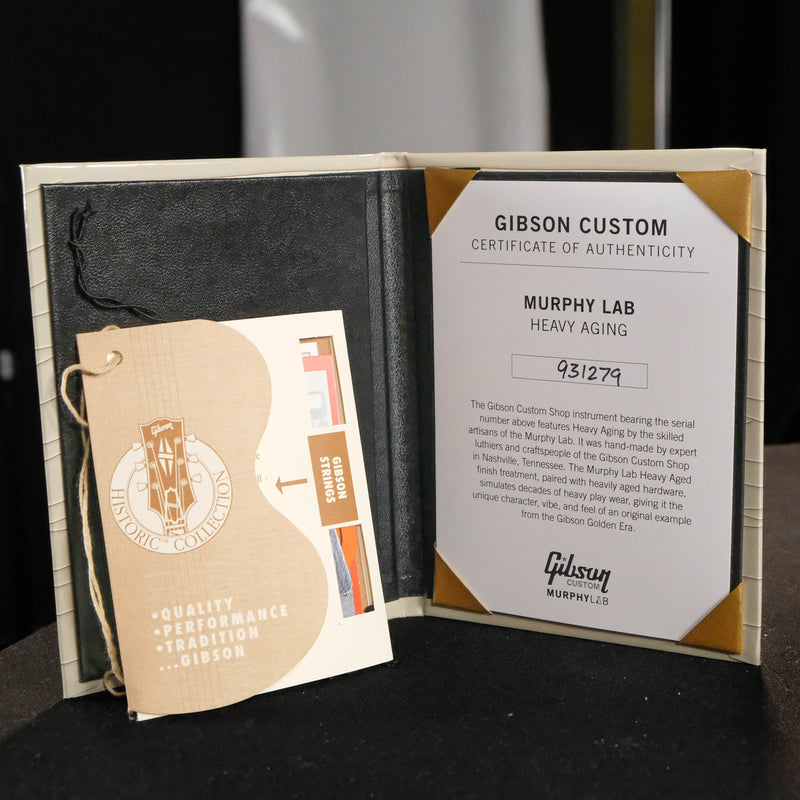 Gibson
HISTORIC™ COLLECTION
•QUALITY
•PERFORMANCE
•TRADITION
...GIBSON
GIBSON
STRINGS
GIBSON CUSTOM
CERTIFICATE OF AUTHENTICITY
MURPHY LAB
HEAVY AGING
931279
The Gibson Custom Shop instrument bearing the serial
number above features Heavy Aging by the skilled
artisans of the Murphy Lab. It was hand-made by expert
luthiers and craftspeople of the Gibson Custom Shop
in Nashville, Tennessee. The Murphy Lab Heavy Aged
finish treatment, paired with heavily aged hardware,
simulates decades of heavy play wear, giving it the
unique character, vibe, and feel of an original example
from the Gibson Golden Era.
Gibson
CUSTOM
MURPHYLAB